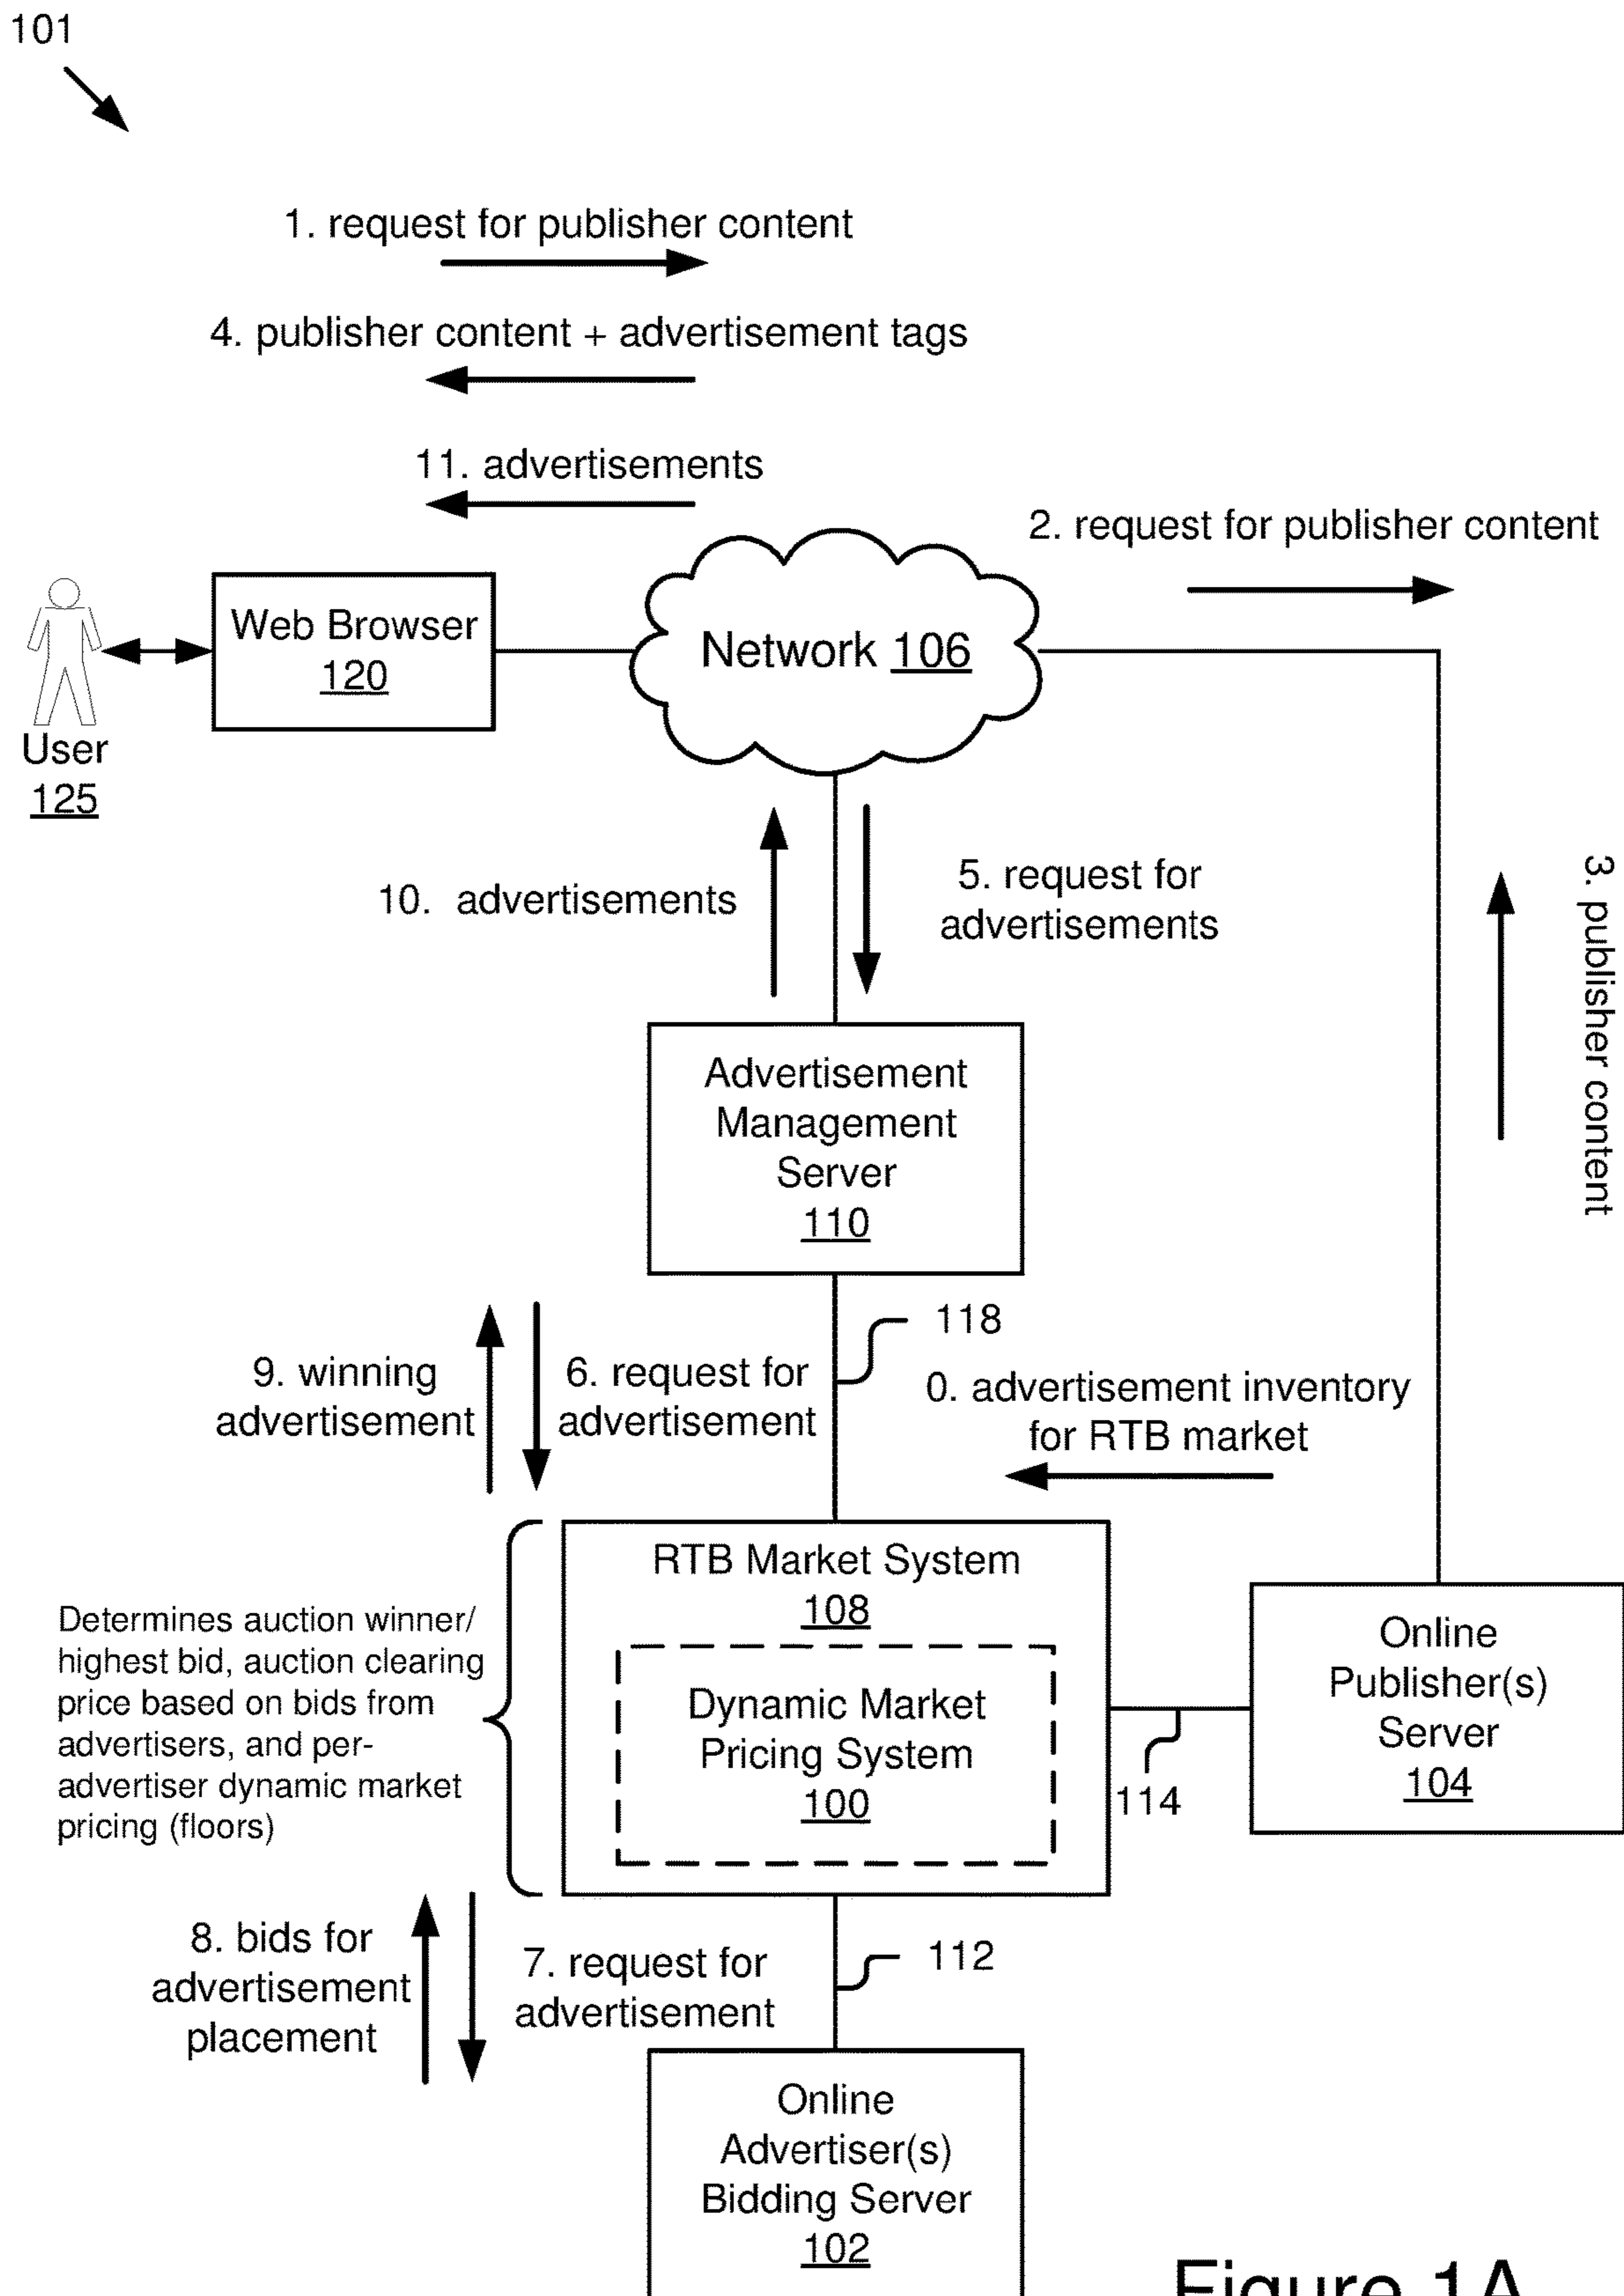 101
1. request for publisher content
4. publisher content + advertisement tags
11. advertisements
2. request for publisher content
Web Browser
120
Network 106
User
125
3. publisher content
10. advertisements
5. request for
advertisements
Advertisement
Management
Server
110
118
9. winning
advertisement
6. request for
advertisement
0. advertisement inventory
for RTB market
RTB Market System
108
Determines auction winner/
highest bid, auction clearing
price based on bids from
advertisers, and per-
advertiser dynamic market
pricing (floors)
Dynamic Market
Pricing System
100
Online
Publisher(s)
Server
104
114
8. bids for
advertisement
placement
7. request for
advertisement
112
Online
Advertiser(s)
Bidding Server
102
Figure 1A